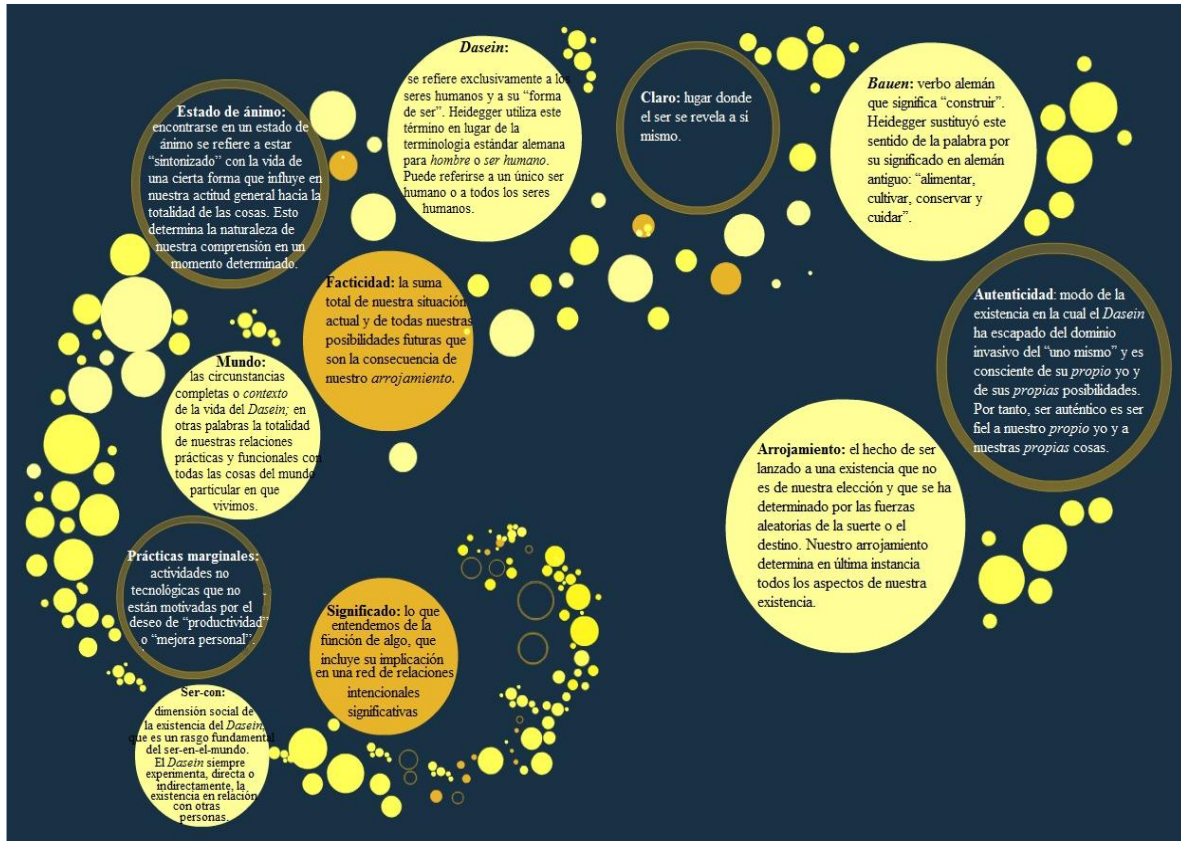 Estado de ánimo:
encontrarse en un estado de
ánimo se refiere a estar
“sintonizado” con la vida de
una cierta forma que influye en
nuestra actitud general hacia la
totalidad de las cosas. Esto
determina la naturaleza de
nuestra comprensión en un
momento determinado.
Dasein:
se refiere exclusivamente a los
seres humanos y a su “forma
de ser”. Heidegger utiliza este
término en lugar de la
terminologia estándar alemana
para hombre o ser humano.
Puede referirse a un único ser
humano o a todos los seres
humanos.
Claro: lugar donde
el ser se revela a sí
mismo.
Bauen: verbo alemán
que significa “construir”.
Heidegger sustituyó este
sentido de la palabra por
su significado en alemán
antiguo: “alimentar,
cultivar, conservar y
cuidar”.
Facticidad: la suma
total de nuestra situación
actual y de todas nuestras
posibilidades futuras que
son la consecuencia de
nuestro arrojamiento.
Autenticidad: modo de la
existencia en la cual el Dasein
ha escapado del dominio
invasivo del “uno mismo” y es
consciente de su propio yo y
de sus propias posibilidades.
Por tanto, ser auténtico es ser
fiel a nuestro propio yo y a
nuestras propias cosas.
Mundo:
las circunstancias
completas o contexto
de la vida del Dasein; en
otras palabras la totalidad
de nuestras relaciones
prácticas y funcionales con
todas las cosas del mundo
particular en que
vivimos.
Arrojamiento: el hecho de ser
lanzado a una existencia que no
es de nuestra elección y que se ha
determinado por las fuerzas
aleatorias de la suerte o el
destino. Nuestro arrojamiento
determina en última instancia
todos los aspectos de nuestra
existencia.
Prácticas marginales:
actividades no
tecnológicas que no
están motivadas por el
deseo de “productividad”
o “mejora personal”.
Significado: lo que
entendemos de la
función de algo, que
incluye su implicación
en una red de relaciones
intencionales
significativas
Ser-con:
dimensión social de
la existencia del Dasein,
que es un rasgo fundamental
del ser-en-el-mundo.
El Dasein siempre
experimenta, directa o
indirectamente, la
existencia en relación
con otras
personas.